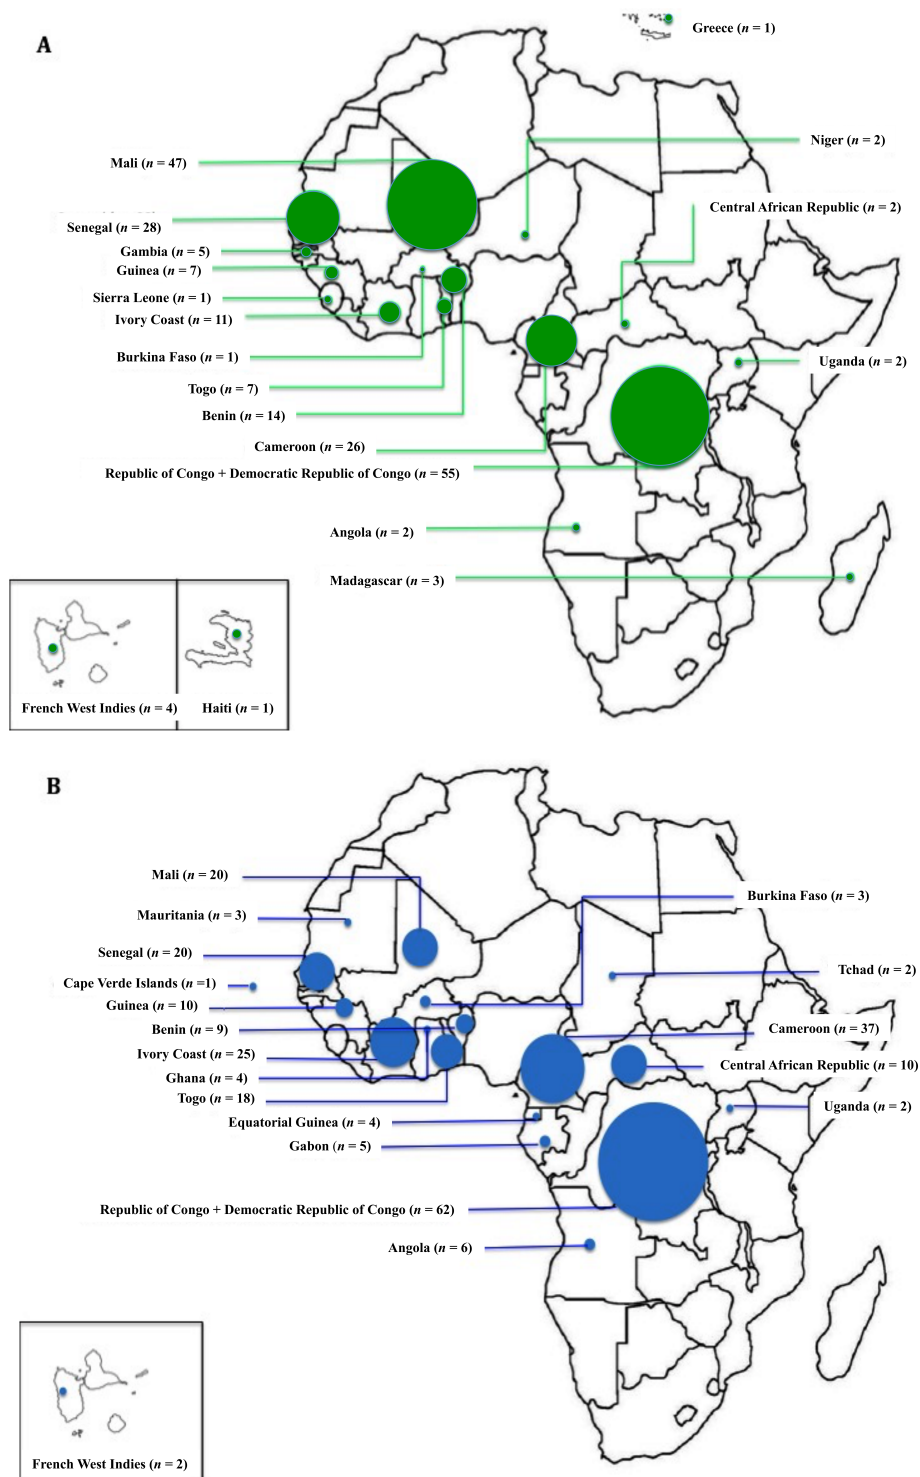 A
Greece (n = 1)
Niger (n = 2)
Mali (n = 47)
Central African Republic (n = 2)
Senegal (n = 28)
Gambia (n = 5)
Guinea (n = 7)
Sierra Leone (n = 1)
Ivory Coast (n = 11)
Burkina Faso (n = 1)
Uganda (n = 2)
Togo (n = 7)
Benin (n = 14)
Cameroon (n = 26)
Republic of Congo + Democratic Republic of Congo (n = 55)
Angola (n = 2)
Madagascar (n = 3)
French West Indies (n = 4)
Haiti (n = 1)
B
Mali (n = 20)
Burkina Faso (n = 3)
Mauritania (n = 3)
Senegal (n = 20)
Tchad (n = 2)
Cape Verde Islands (n =1)
Guinea (n = 10)
Benin (n = 9)
Cameroon (n = 37)
Ivory Coast (n = 25)
Central African Republic (n = 10)
Ghana (n = 4)
Togo (n = 18)
Uganda (n = 2)
Equatorial Guinea (n = 4)
Gabon (n = 5)
Republic of Congo + Democratic Republic of Congo (n = 62)
Angola (n = 6)
French West Indies (n = 2)